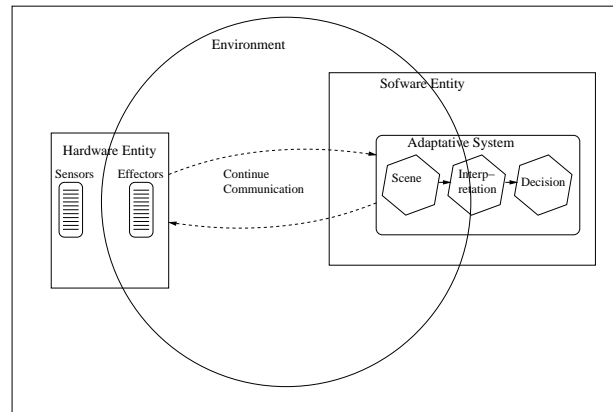 Environment
Sofware Entity
Hardware Entity
Sensors
Effectors
Continue
Communication
Adaptative System
Scene
Interp–
retation
Decision